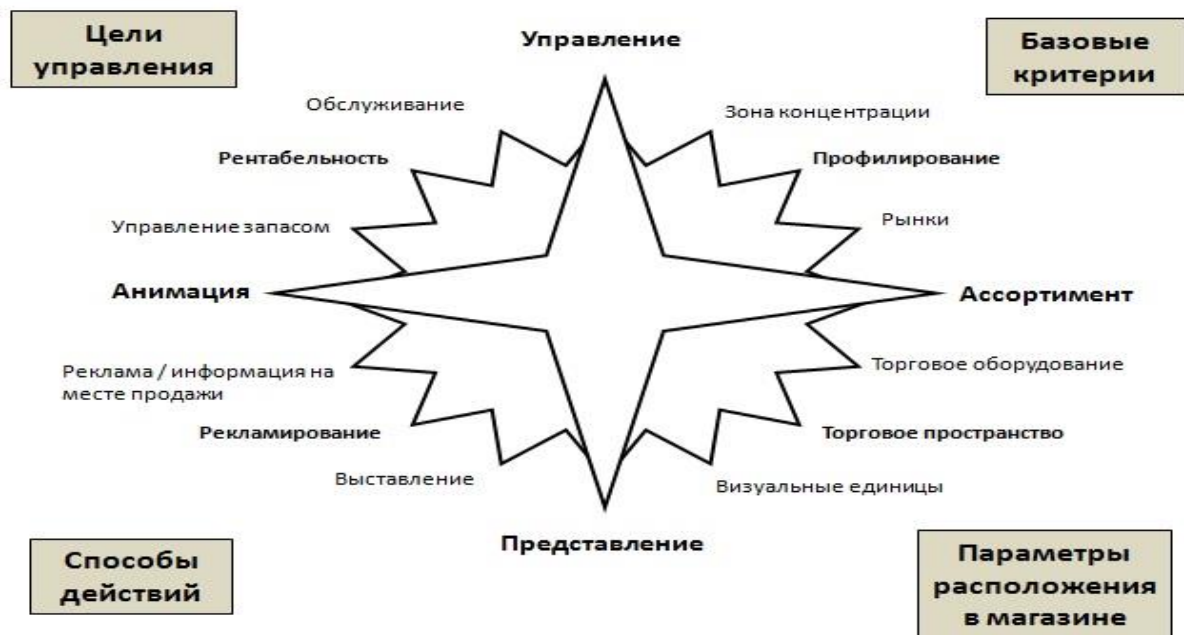 Цели
управления
Управление
Базовые
критерии
Обслуживание
Зона концентрации
Рентабельность
Профилирование
Управление запасом
Рынки
Анимация
Ассортимент
Реклама / информация на
месте продажи
Торговое оборудование
Рекламирование
Торговое пространство
Выставление
Визуальные единицы
Представление
Способы
действий
Параметры
расположения
в магазине